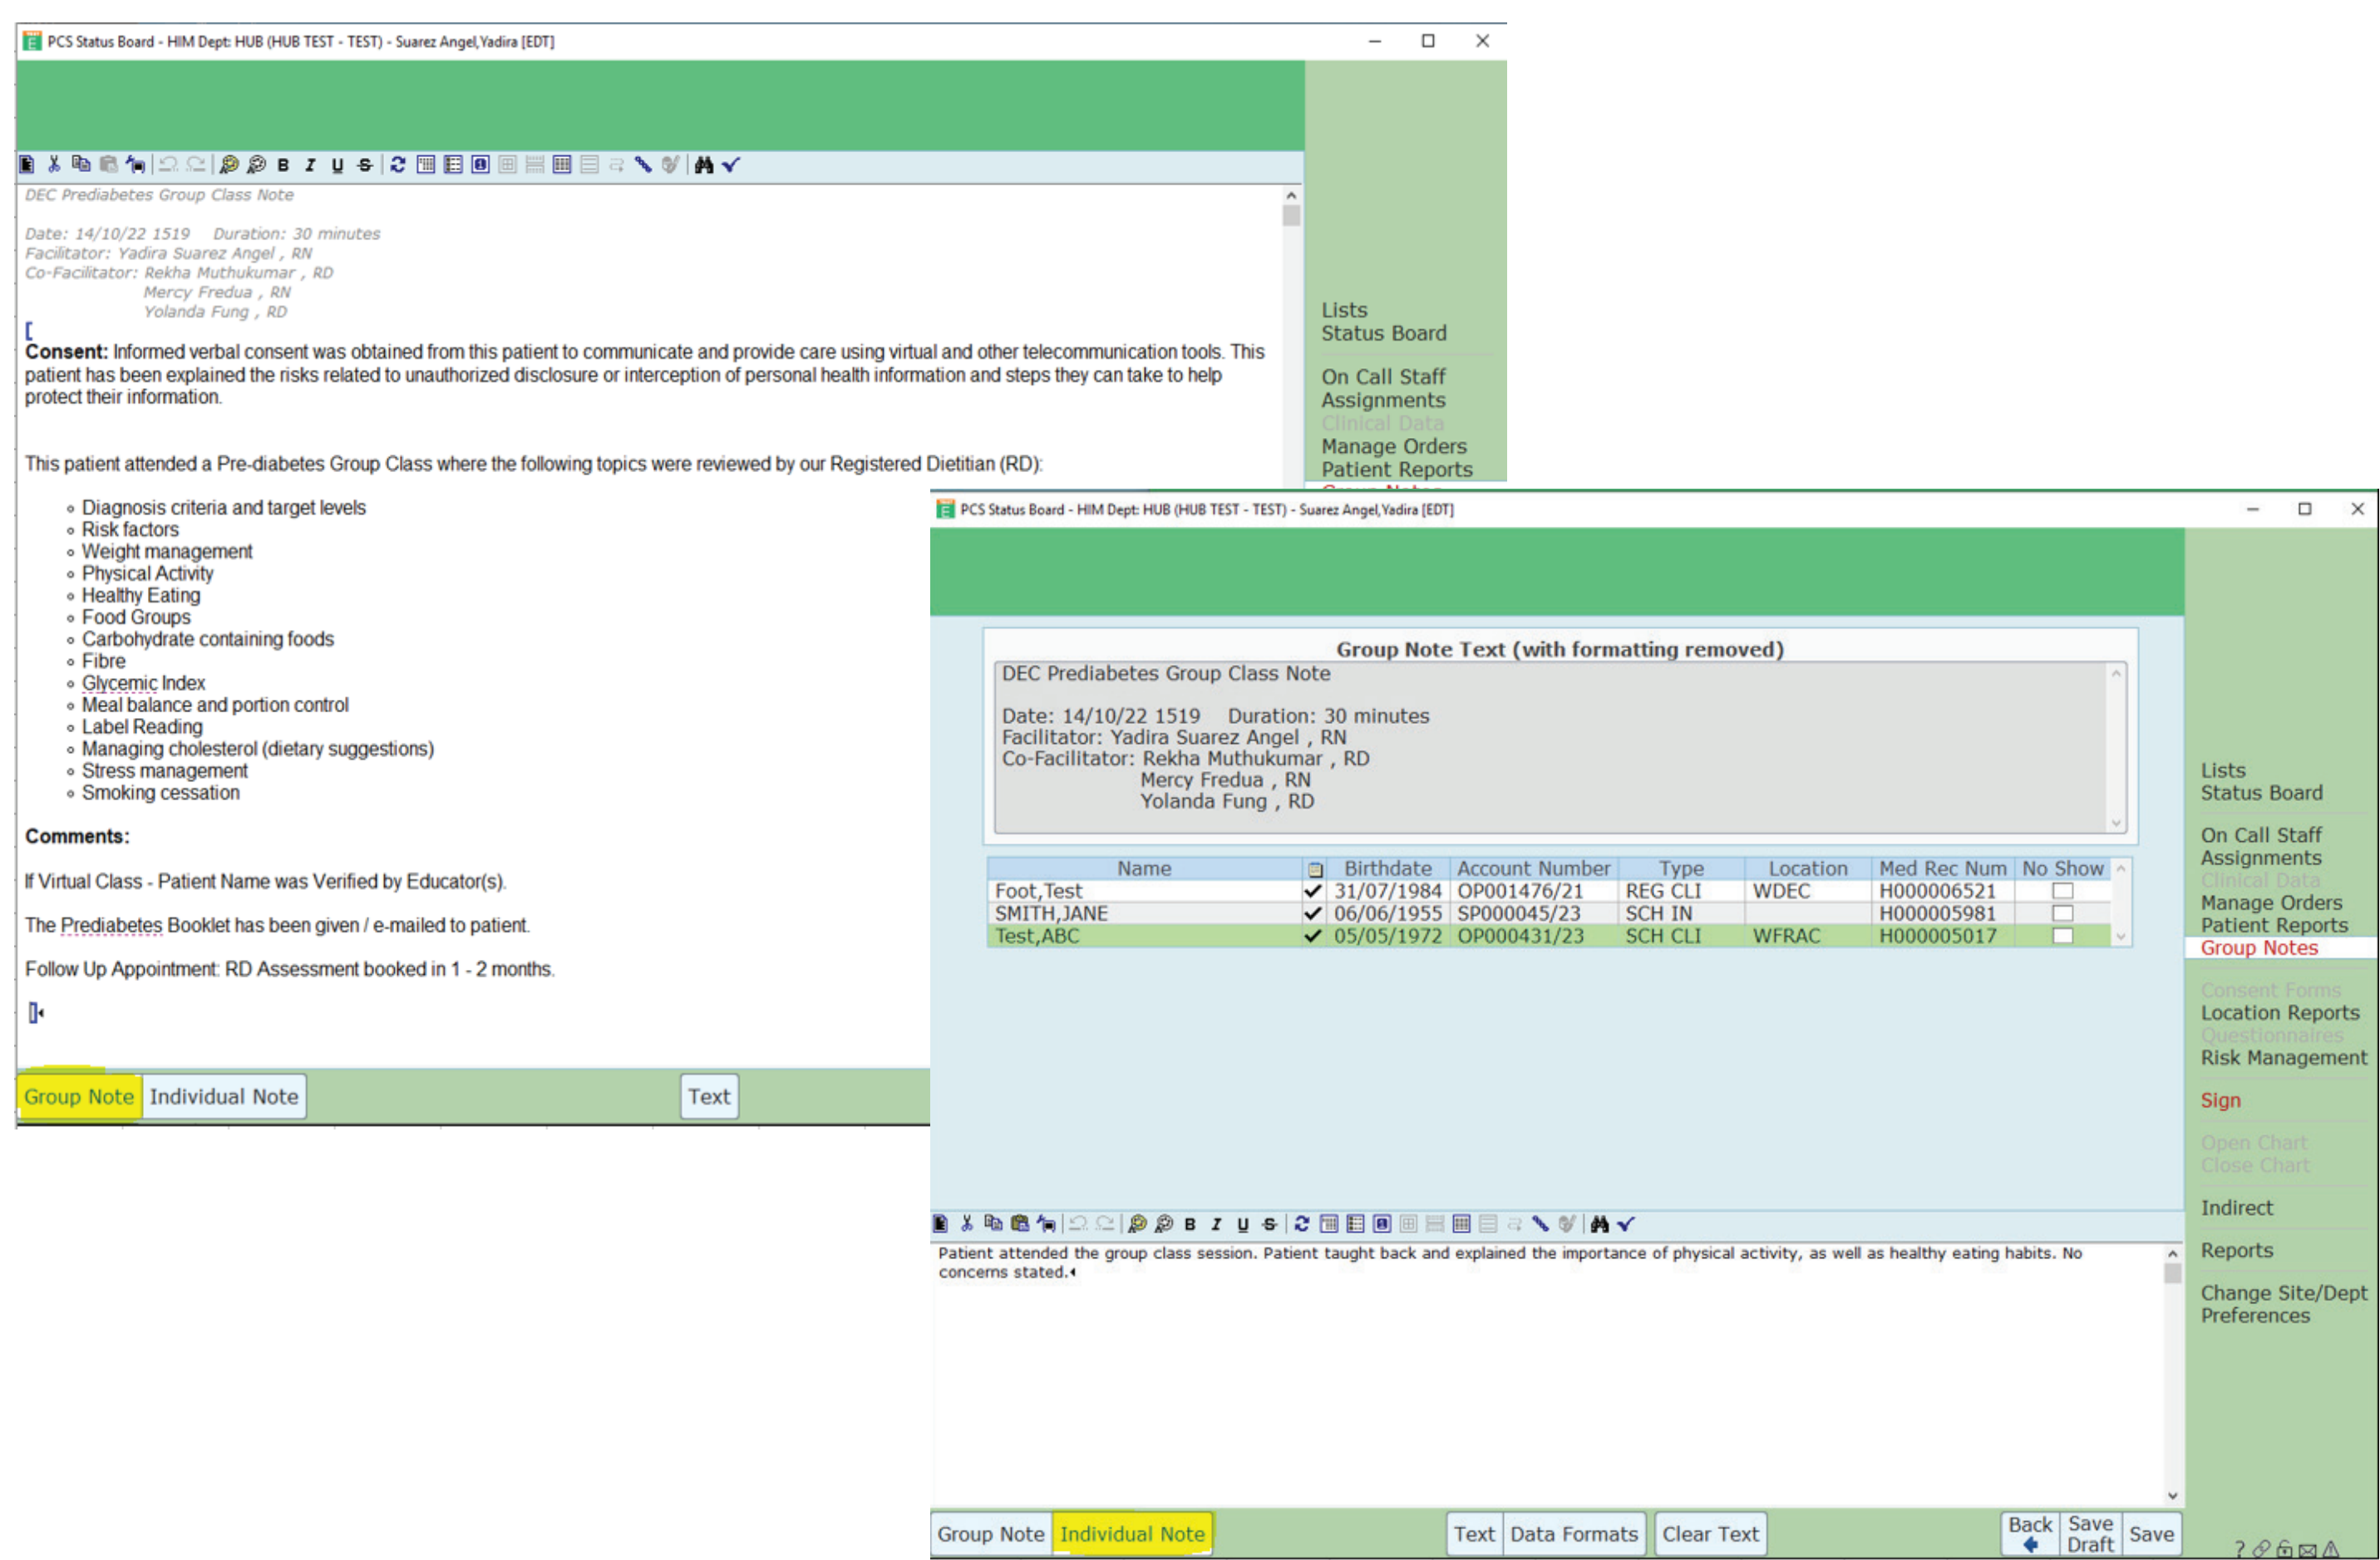 PCS Status Board - HIM Dept: HUB (HUB TEST - TEST) - Suarez Angel,Yadira [EDT]
DEC Prediabetes Group Class Note
Date: 14/10/22 1519 Duration: 30 minutes
Facilitator: Yadira Suarez Angel , RN
Co-Facilitator: Rekha Muthukumar , RD
Mercy Fredua , RN
Yolanda Fung , RD
[
Consent: Informed verbal consent was obtained from this patient to communicate and provide care using virtual and other telecommunication tools. This
patient has been explained the risks related to unauthorized disclosure or interception of personal health information and steps they can take to help
protect their information.
This patient attended a Pre-diabetes Group Class where the following topics were reviewed by our Registered Dietitian (RD):
Diagnosis criteria and target levels
Risk factors
Weight management
Physical Activity
Healthy Eating
Food Groups
Carbohydrate containing foods
Fibre
Glycemic Index
Meal balance and portion control
Label Reading
Managing cholesterol (dietary suggestions)
Stress management
Smoking cessation
Comments:
If Virtual Class - Patient Name was Verified by Educator(s).
The Prediabetes Booklet has been given / e-mailed to patient.
Follow Up Appointment: RD Assessment booked in 1 - 2 months.
Group Note
Individual Note
Text
Lists
Status Board
On Call Staff
Assignments
Clinical Data
Manage Orders
Patient Reports
Group Notes
PCS Status Board - HIM Dept: HUB (HUB TEST - TEST) - Suarez Angel,Yadira [EDT]
Group Note Text (with formatting removed)
DEC Prediabetes Group Class Note
Date: 14/10/22 1519 Duration: 30 minutes
Facilitator: Yadira Suarez Angel , RN
Co-Facilitator: Rekha Muthukumar , RD
Mercy Fredua , RN
Yolanda Fung , RD
Name Birthdate Account Number Type Location Med Rec Num No Show
Foot,Test ✔ 31/07/1984 OP001476/21 REG CLI WDEC H000006521
SMITH,JANE ✔ 06/06/1955 SP000045/23 SCH IN H000005981
Test,ABC ✔ 05/05/1972 OP000431/23 SCH CLI WFRAC H000005017
Patient attended the group class session. Patient taught back and explained the importance of physical activity, as well as healthy eating habits. No
concerns stated.
Group Note
Individual Note
Text
Data Formats
Clear Text
Back
Save Draft
Save
Lists
Status Board
On Call Staff
Assignments
Clinical Data
Manage Orders
Patient Reports
Group Notes
Consent Forms
Location Reports
Questionnaires
Risk Management
Sign
Open Chart
Close Chart
Indirect
Reports
Change Site/Dept
Preferences